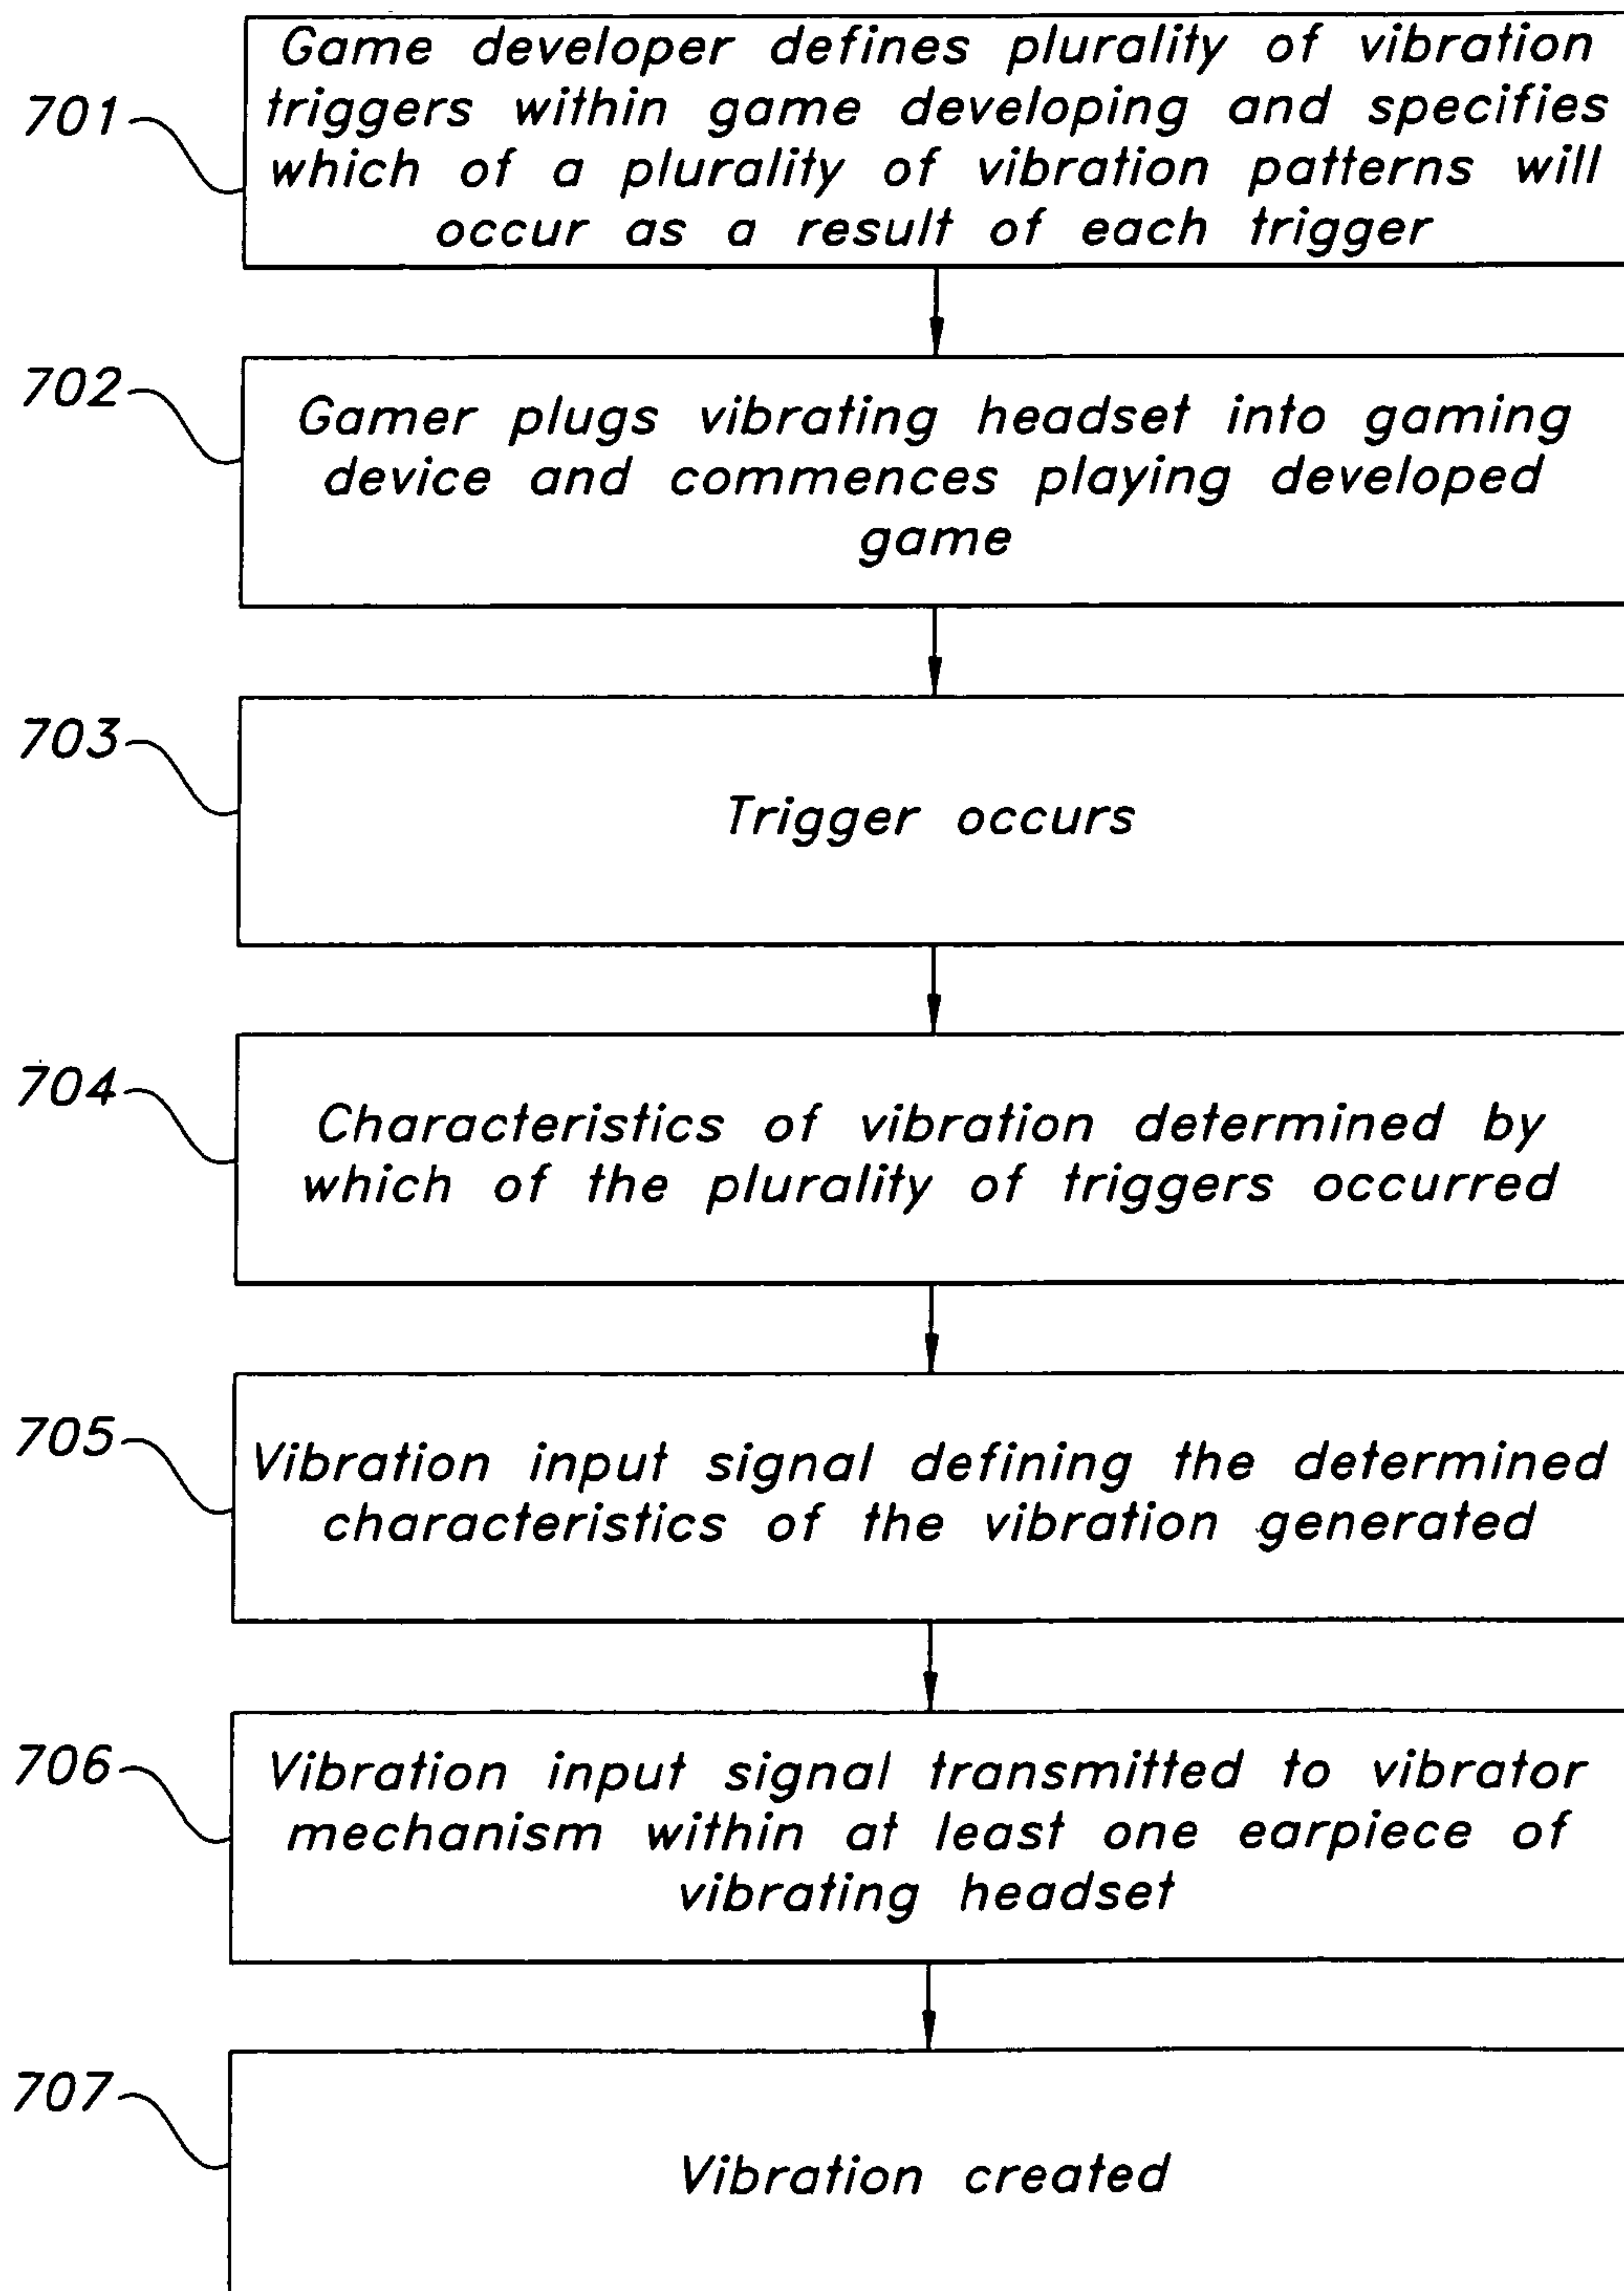 701
Game developer defines plurality of vibration
triggers within game developing and specifies
which of a plurality of vibration patterns will
occur as a result of each trigger
702
Gamer plugs vibrating headset into gaming
device and commences playing developed
game
703
Trigger occurs
704
Characteristics of vibration determined by
which of the plurality of triggers occurred
705
Vibration input signal defining the determined
characteristics of the vibration generated
706
Vibration input signal transmitted to vibrator
mechanism within at least one earpiece of
vibrating headset
707
Vibration created